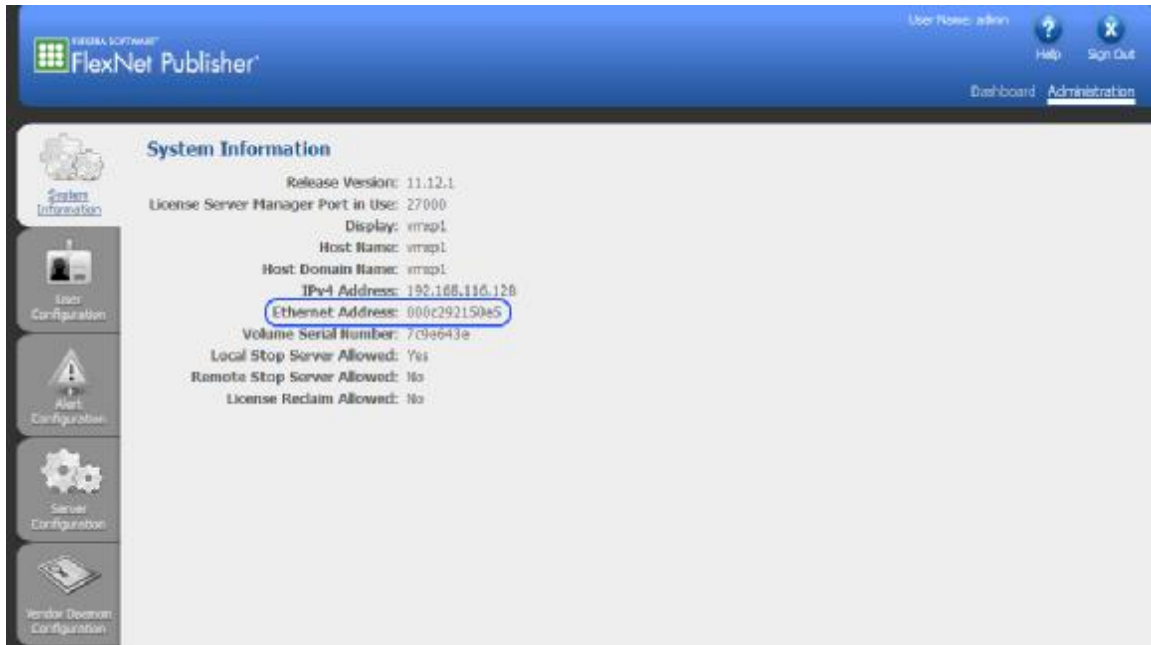 User Name: admin
FLEXERA SOFTWARE
FlexNet Publisher
Help
Sign Out
Dashboard Administration
System Information
System
Information
User
Configuration
Alert
Configuration
Server
Configuration
Vendor Daemon
Configuration
Release Version: 11.12.1
License Server Manager Port in Use: 27000
Display:
Host Name:
Host Domain Name:
IPv4 Address: 192.168.116.128
Ethernet Address: 000c292150e5
Volume Serial Number: 7c9e643e
Local Stop Server Allowed: Yes
Remote Stop Server Allowed: No
License Reclaim Allowed: No